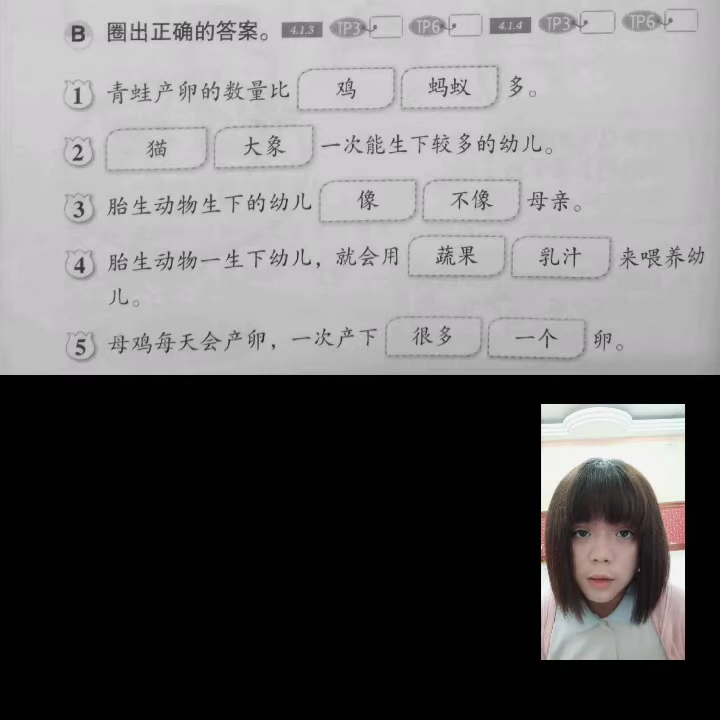 B 圈出正确的答案。 4.1.3 TP3 TP6 4.1.4 TP3 TP6
1 青蛙产卵的数量比 鸡 蚂蚁 多。
2 猫 大象 一次能生下较多的幼儿。
3 胎生动物生下的幼儿 像 不像 母亲。
4 胎生动物一生下幼儿，就会用 蔬果 乳汁 来喂养幼
儿。
5 母鸡每天会产卵，一次产下 很多 一个 卵。